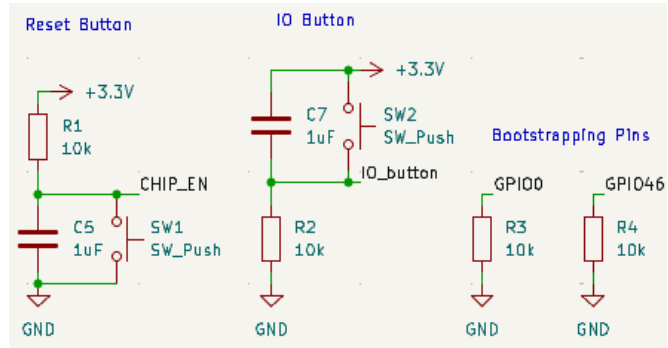 Reset Button
+3.3V
R1
10k
CHIP_EN
C5
1uF
SW1
SW_Push
GND
IO Button
+3.3V
C7
1uF
SW2
SW_Push
IO_button
R2
10k
GND
Bootstrapping Pins
GPIO0
R3
10k
GND
GPIO46
R4
10k
GND